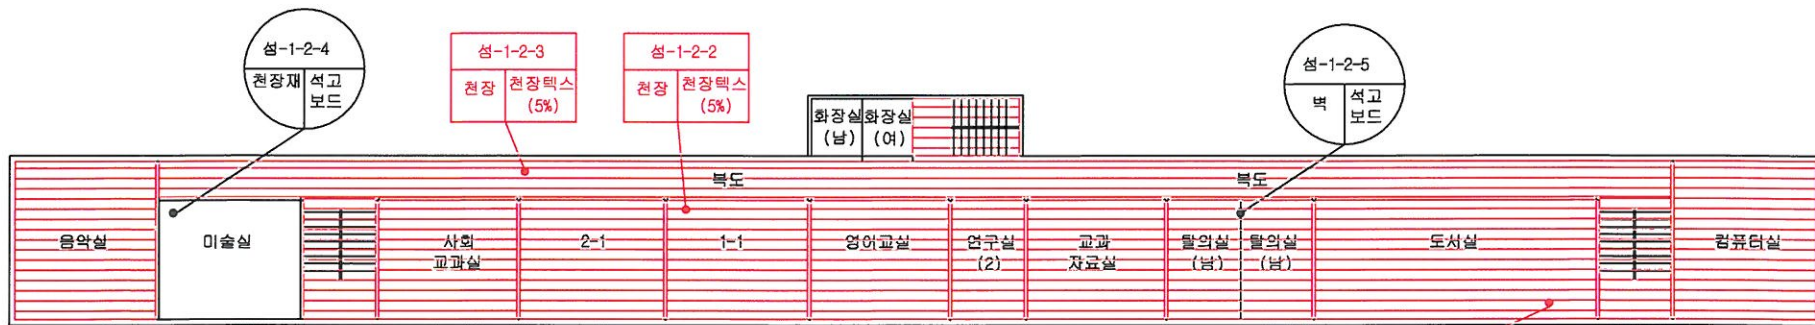 섬-1-2-4
천장재 석고
보드
섬-1-2-3
천장 천장텍스
(5%)
섬-1-2-2
천장 천장텍스
(5%)
섬-1-2-5
벽 석고
보드
화장실 화장실
(남) (여)
복도 복도
음악실 미술실 사회
교과실 2-1 1-1 영어교실 연구실
(2) 교과
자료실 탈의실
(남) 탈의실
(남) 도서실 컴퓨터실